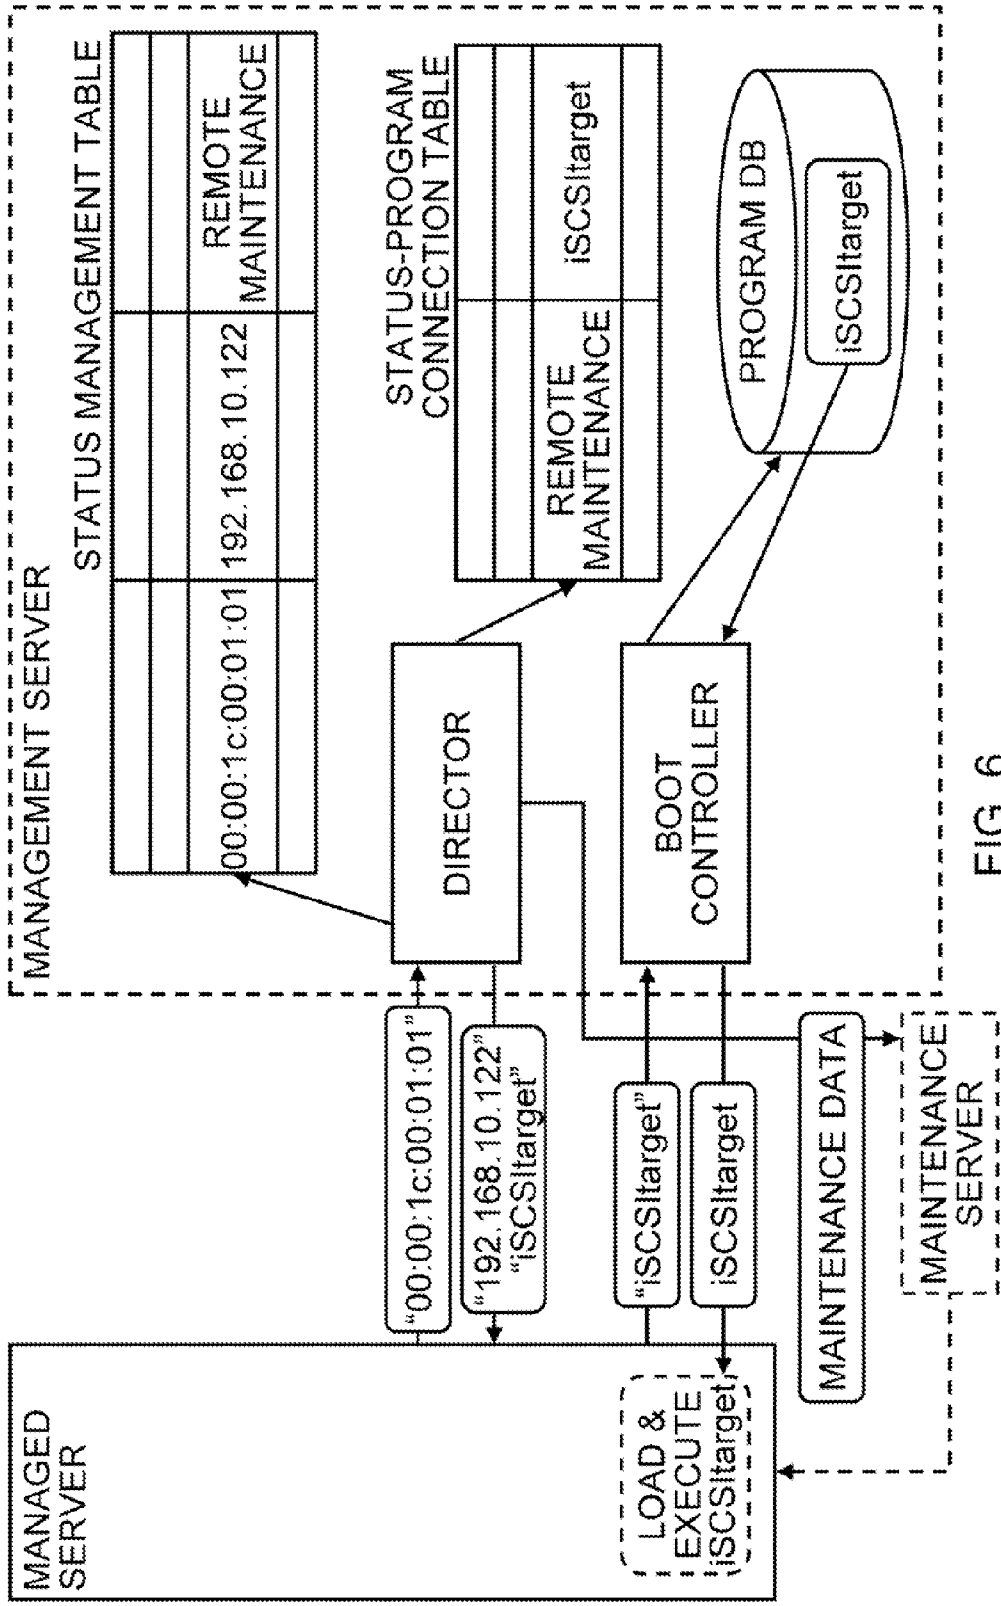 MANAGED
SERVER
LOAD &
EXECUTE
iSCSItarget
“00:00:1c:00:01:01”
“192.168.10.122”
“iSCSItarget”
“iSCSItarget”
iSCSItarget
MAINTENANCE DATA
MAINTENANCE
SERVER
MANAGEMENT SERVER
STATUS MANAGEMENT TABLE
00:00:1c:00:01:01
192.168.10.122
REMOTE
MAINTENANCE
DIRECTOR
STATUS-PROGRAM
CONNECTION TABLE
REMOTE
MAINTENANCE
iSCSItarget
BOOT
CONTROLLER
PROGRAM DB
iSCSItarget
FIG. 6